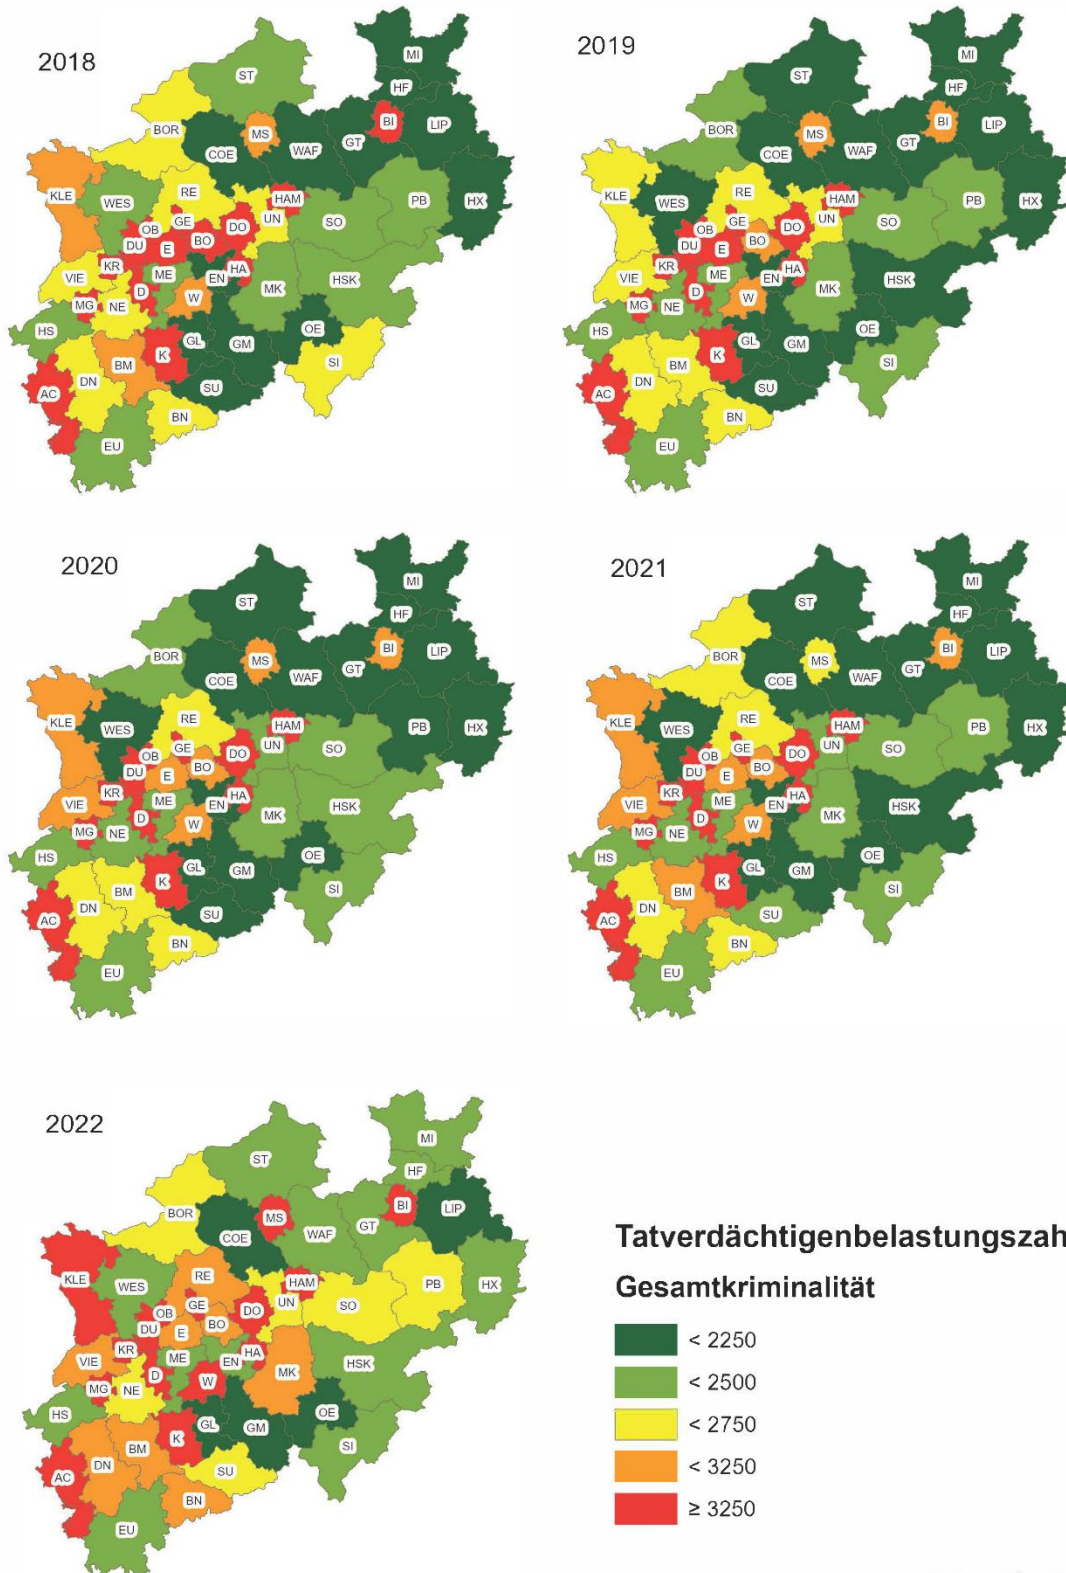 2018
MI
ST
HF
BI
LIP
BOR
MS
GT
COE
WAF
KLE
WES
RE
HAM
PB
HX
UN
SO
GE
DO
OB
BO
DU
E
EN
HA
KR
ME
HSK
VIE
MK
D
W
MG
NE
HS
OE
K
GL
GM
SI
BM
AC
DN
SU
BN
EU
2019
MI
ST
HF
BI
LIP
BOR
MS
GT
COE
WAF
KLE
WES
RE
HAM
PB
HX
UN
SO
GE
DO
OB
BO
DU
E
EN
HA
KR
ME
HSK
VIE
MK
D
W
MG
NE
HS
OE
K
GL
GM
SI
BM
AC
DN
SU
BN
EU
2020
MI
ST
HF
BI
LIP
BOR
MS
GT
COE
WAF
KLE
WES
RE
HAM
PB
HX
UN
SO
GE
DO
OB
BO
DU
E
EN
HA
KR
ME
HSK
VIE
MK
D
W
MG
NE
HS
OE
K
GL
GM
SI
BM
AC
DN
SU
BN
EU
2021
MI
ST
HF
BI
LIP
BOR
MS
GT
COE
WAF
KLE
WES
RE
HAM
PB
HX
UN
SO
GE
DO
OB
BO
DU
E
EN
HA
KR
ME
HSK
VIE
MK
D
W
MG
NE
HS
OE
K
GL
GM
SI
BM
AC
DN
SU
BN
EU
2022
MI
ST
HF
BI
LIP
BOR
MS
GT
COE
WAF
KLE
WES
RE
HAM
PB
HX
UN
SO
GE
DO
OB
BO
DU
E
EN
HA
KR
ME
HSK
VIE
MK
D
W
MG
NE
HS
OE
K
GL
GM
SI
BM
AC
DN
SU
BN
EU
Tatverdächtigenbelastungszah
Gesamtkriminalität
< 2250
< 2500
< 2750
< 3250
≥ 3250